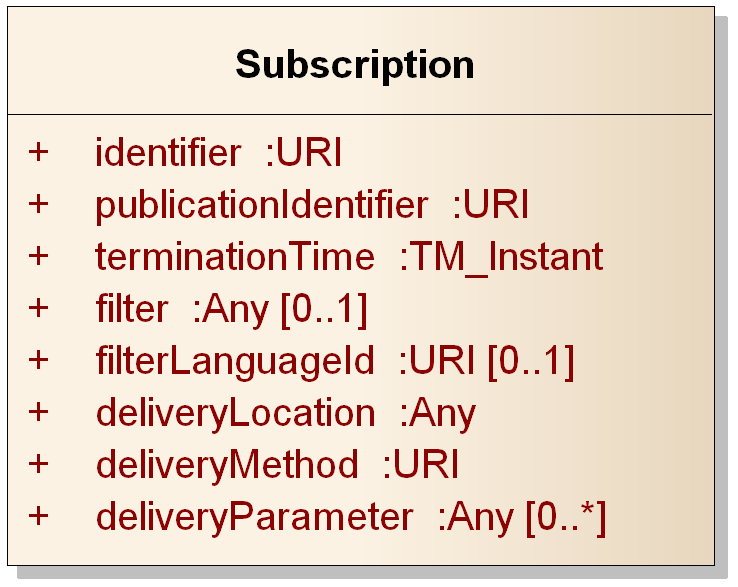 Subscription
+ identifier :URI
+ publicationIdentifier :URI
+ terminationTime :TM_Instant
+ filter :Any [0..1]
+ filterLanguageId :URI [0..1]
+ deliveryLocation :Any
+ deliveryMethod :URI
+ deliveryParameter :Any [0..*]